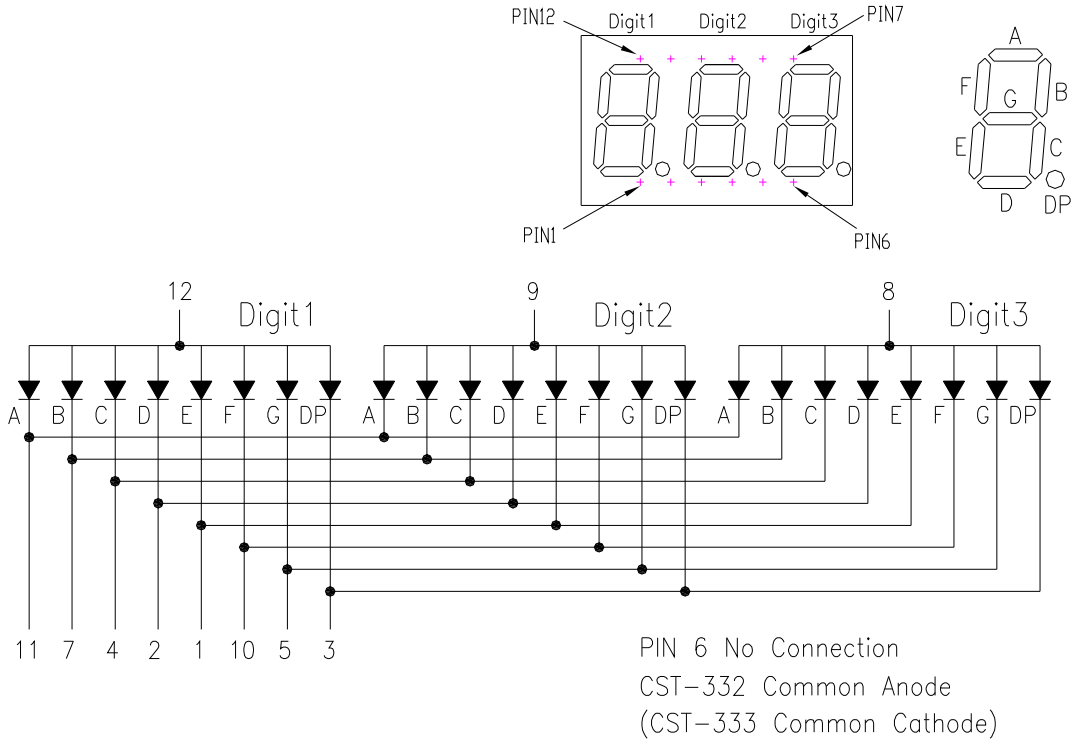 PIN12 Digit1 Digit2 Digit3 PIN7
A
F B
G
E C
D DP
PIN1 PIN6
12 Digit1 9 Digit2 8 Digit3
A B C D E F G DP A B C D E F G DP A B C D E F G DP
11 7 4 2 1 10 5 3
PIN 6 No Connection
CST-332 Common Anode
(CST-333 Common Cathode)